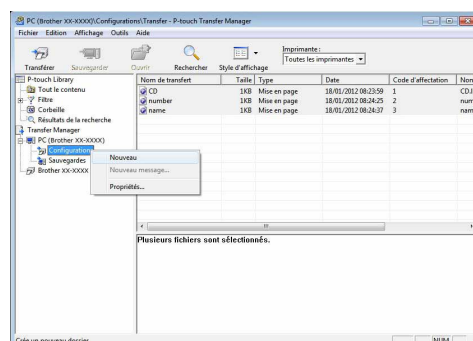 PC (Brother XX-XXXX)\Configurations\Transfer - P-touch Transfer Manager
Fichier Edition Affichage Outils Aide
Imprimante :
Toutes les imprimantes
Transférer Sauvegarder Ouvrir Rechercher Style d'affichage
P-touch Library
Tout le contenu
Filtre
Corbeille
Résultats de la recherche
Transfer Manager
PC (Brother XX-XXXX)
Configurations
Sauvegardes
Brother XX-XXXX
Nouveau
Nouveau message...
Propriétés...
Nom de transfert Taille Type Date Code d'affectation Non
CD 1KB Mise en page 18/01/2012 08:23:59 1 CD.l
number 1KB Mise en page 18/01/2012 08:24:25 2 num
name 1KB Mise en page 18/01/2012 08:24:37 3 nam
Plusieurs fichiers sont sélectionnés.
Crée un nouveau dossier.
NUM